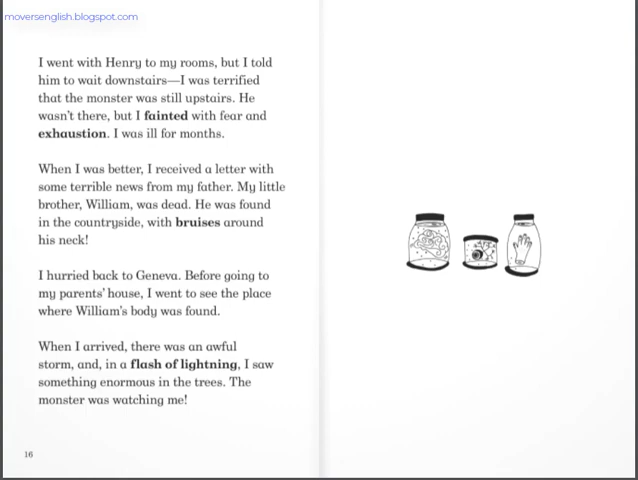 moversenglish.blogspot.com
I went with Henry to my rooms, but I told
him to wait downstairs—I was terrified
that the monster was still upstairs. He
wasn't there, but I fainted with fear and
exhaustion. I was ill for months.
When I was better, I received a letter with
some terrible news from my father. My little
brother, William, was dead. He was found
in the countryside, with bruises around
his neck!
I hurried back to Geneva. Before going to
my parents' house, I went to see the place
where William's body was found.
When I arrived, there was an awful
storm, and, in a flash of lightning, I saw
something enormous in the trees. The
monster was watching me!
16